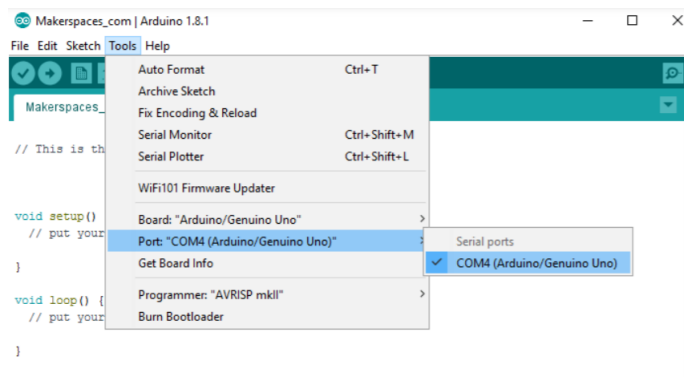 Makerspaces_com | Arduino 1.8.1
File Edit Sketch Tools Help
Makerspaces_
Auto Format Ctrl+T
Archive Sketch
Fix Encoding & Reload
Serial Monitor Ctrl+Shift+M
Serial Plotter Ctrl+Shift+L
WiFi101 Firmware Updater
Board: "Arduino/Genuino Uno"
Port: "COM4 (Arduino/Genuino Uno)"
Get Board Info
Programmer: "AVRISP mkII"
Burn Bootloader
Serial ports
COM4 (Arduino/Genuino Uno)
// This is th
void setup()
// put your
}
void loop() {
// put your
}